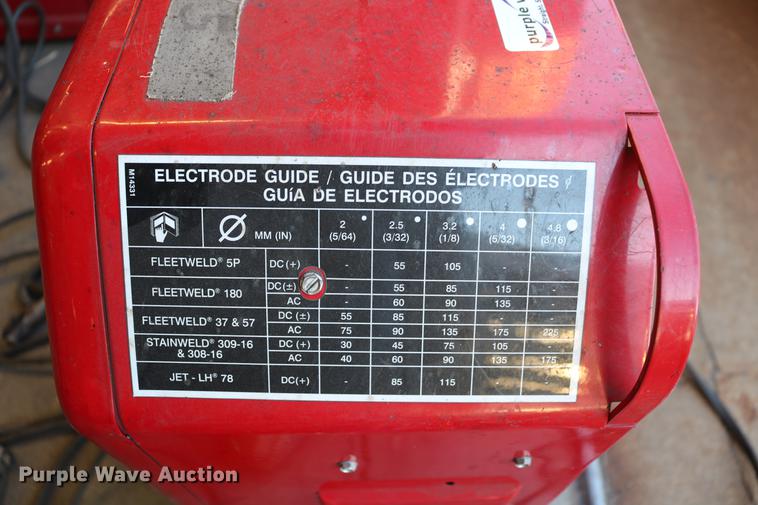 purple
M14331
ELECTRODE GUIDE / GUIDE DES ÉLECTRODES
GUíA DE ELECTRODOS
MM (IN) 2 (5/64) 2.5 (3/32) 3.2 (1/8) 4 (5/32) 4.8 (3/16)
FLEETWELD® 5P DC (+) - 55 105 - -
FLEETWELD® 180 DC(±) - 55 85 115 -
AC - 60 90 135 -
FLEETWELD® 37 & 57 DC (±) 55 85 115 - -
AC 75 90 135 175 225
STAINWELD® 309-16 & 308-16 DC (+) 30 45 75 105 -
AC 40 60 90 135 175
JET - LH® 78 DC(+) - 85 115 - -
Purple Wave Auction